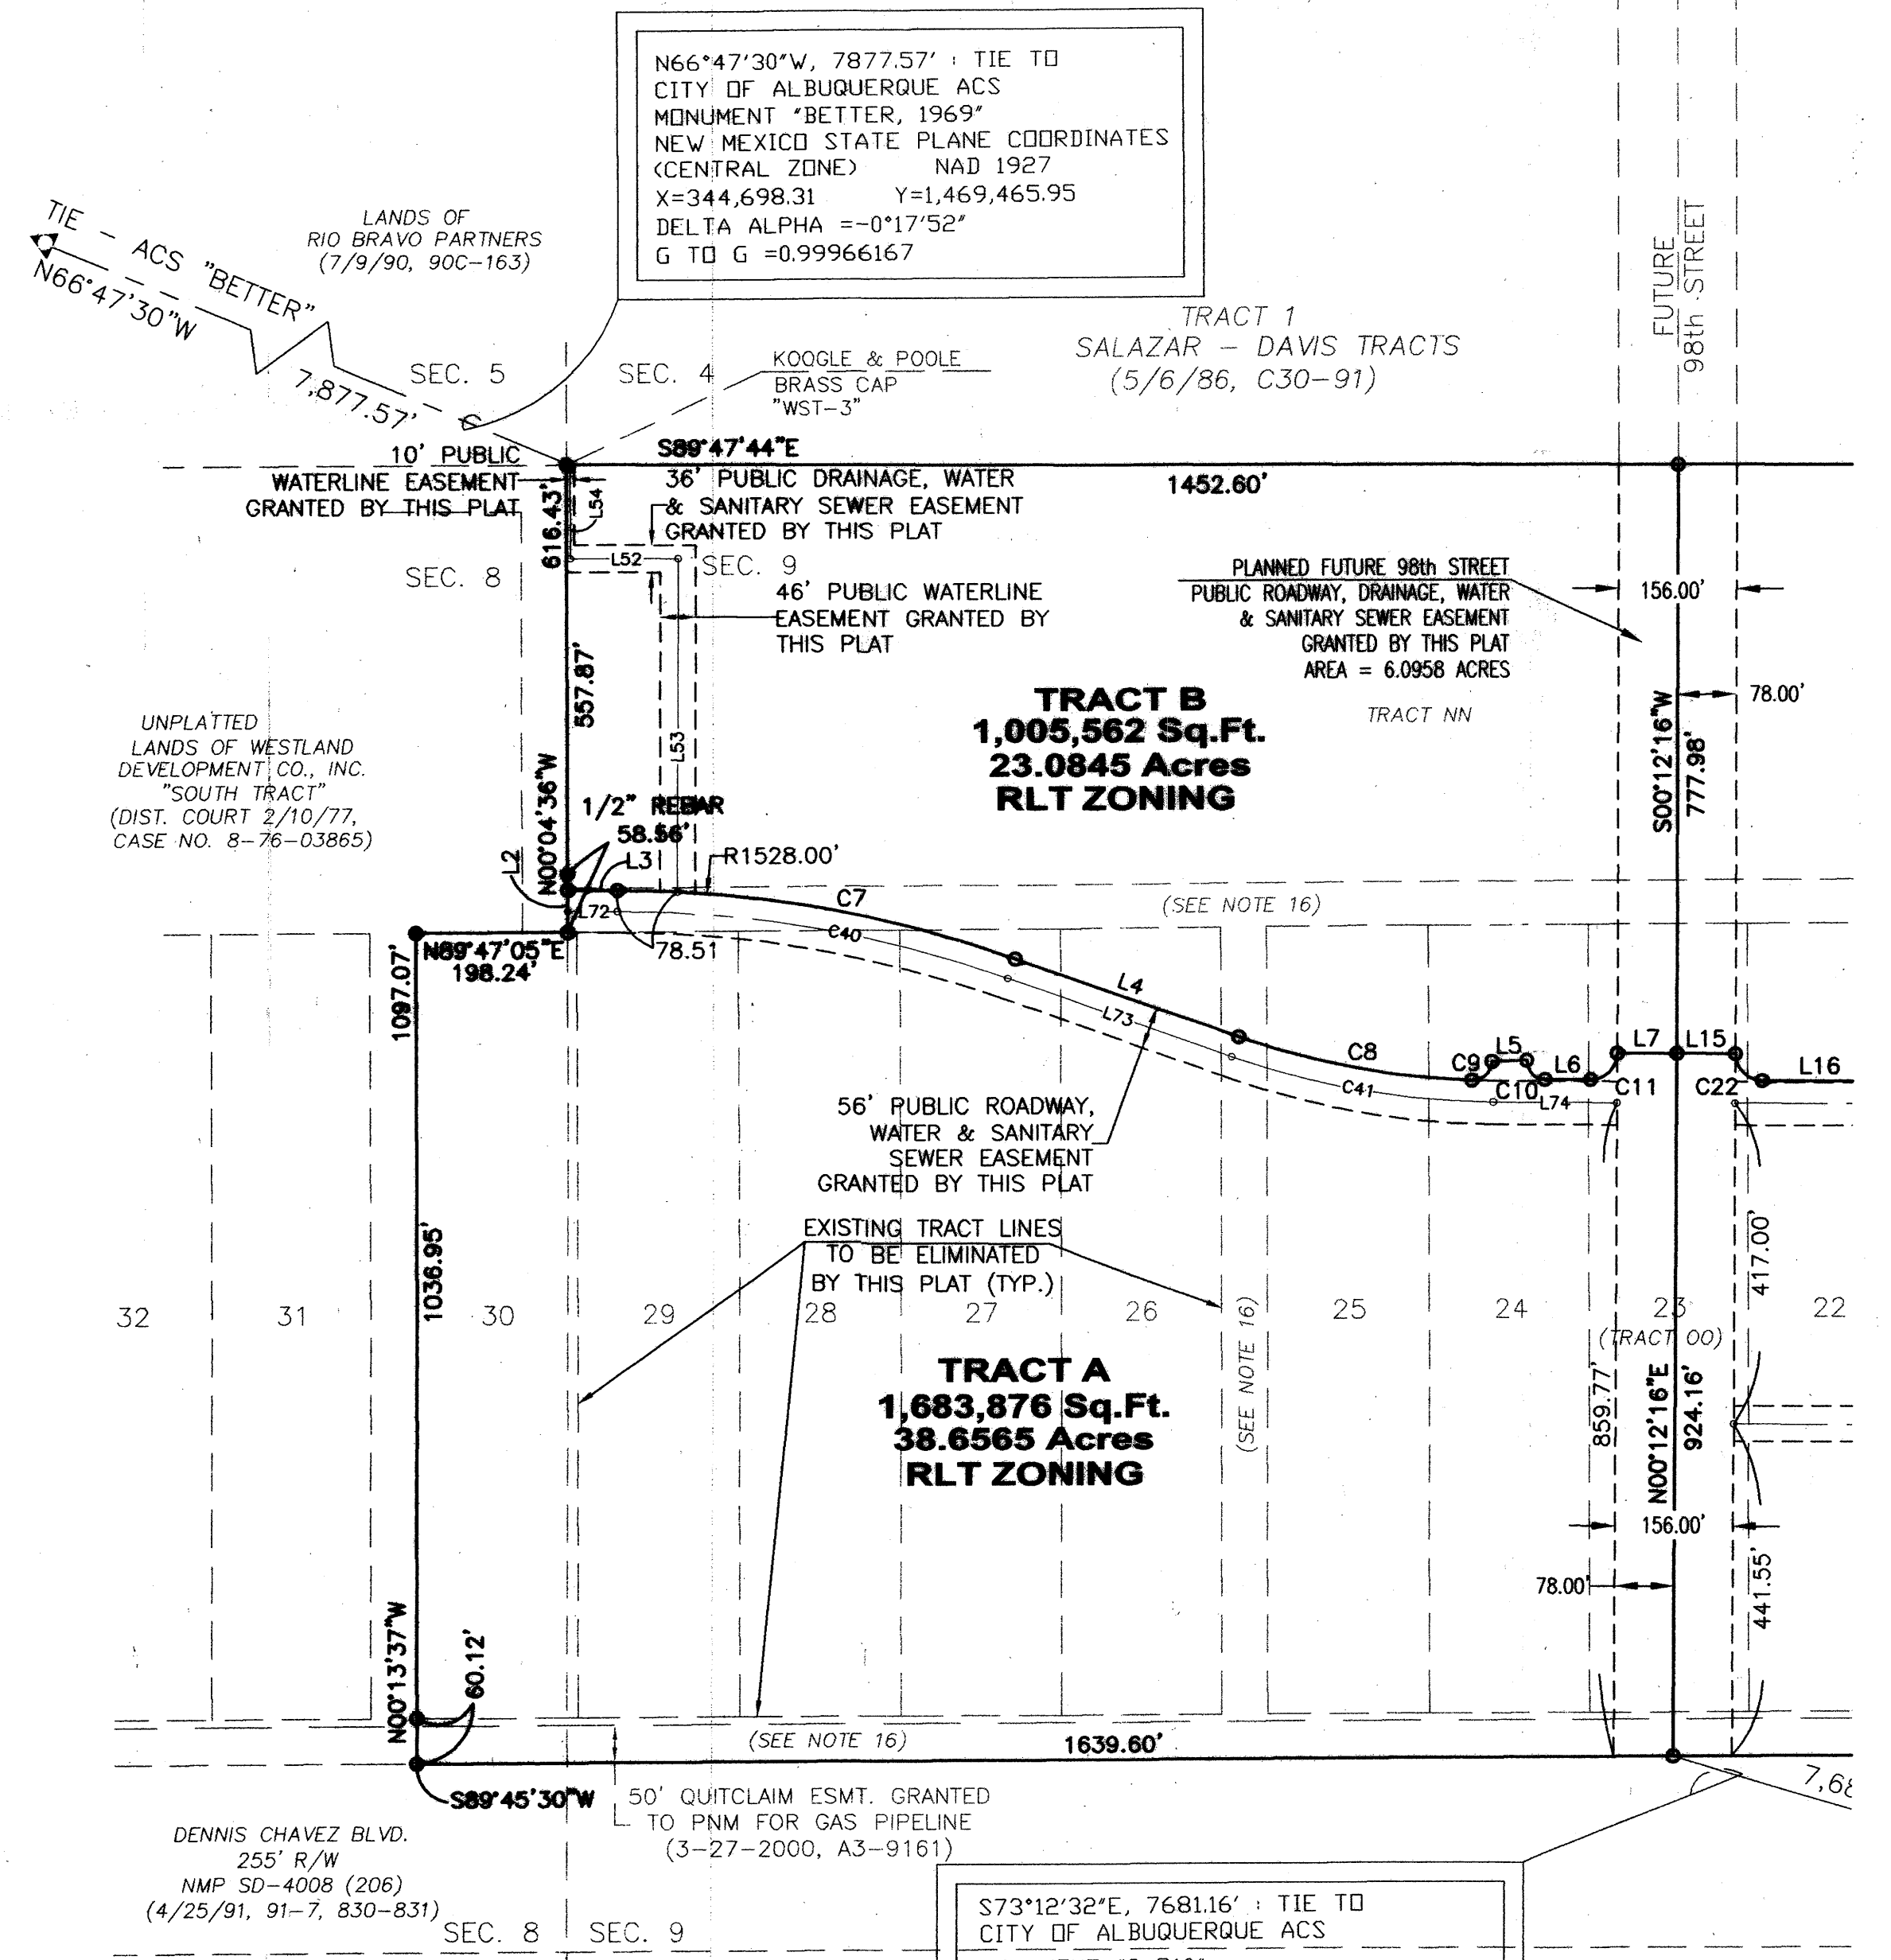 N66°47'30"W, 7877.57' : TIE TO
CITY OF ALBUQUERQUE ACS
MONUMENT "BETTER, 1969"
NEW MEXICO STATE PLANE COORDINATES
(CENTRAL ZONE) NAD 1927
X=344,698.31 Y=1,469,465.95
DELTA ALPHA =-0°17'52"
G TO G =0.99966167
TIE - ACS "BETTER"
N66°47'30"W
7,877.57'
LANDS OF
RIO BRAVO PARTNERS
(7/9/90, 90C-163)
SEC. 5
SEC. 4
KOOGLE & POOLE
BRASS CAP
"WST-3"
TRACT 1
SALAZAR - DAVIS TRACTS
(5/6/86, C30-91)
FUTURE
98th STREET
10' PUBLIC
WATERLINE EASEMENT
GRANTED BY THIS PLAT
S89°47'44"E
1452.60'
36' PUBLIC DRAINAGE, WATER
& SANITARY SEWER EASEMENT
GRANTED BY THIS PLAT
616.43'
L54
L52
SEC. 8
SEC. 9
46' PUBLIC WATERLINE
EASEMENT GRANTED BY
THIS PLAT
PLANNED FUTURE 98th STREET
PUBLIC ROADWAY, DRAINAGE, WATER
& SANITARY SEWER EASEMENT
GRANTED BY THIS PLAT
AREA = 6.0958 ACRES
156.00'
78.00'
TRACT NN
557.87'
L53
TRACT B
1,005,562 Sq.Ft.
23.0845 Acres
RLT ZONING
S00°12'16"W
777.98'
UNPLATTED
LANDS OF WESTLAND
DEVELOPMENT CO., INC.
"SOUTH TRACT"
(DIST. COURT 2/10/77,
CASE NO. 8-76-03865)
N00°04'36"W
1/2" REBAR
58.56'
L2
L3
R1528.00'
C7
(SEE NOTE 16)
L72
C40
78.51
N89°47'05"E
198.24'
1097.07'
L4
L73
C8
C41
C9
L5
C10
L6
L74
L7
L15
C11
C22
L16
56' PUBLIC ROADWAY,
WATER & SANITARY
SEWER EASEMENT
GRANTED BY THIS PLAT
EXISTING TRACT LINES
TO BE ELIMINATED
BY THIS PLAT (TYP.)
1036.95'
417.00'
32
31
30
29
28
27
26
25
24
23
22
(TRACT OO)
(SEE NOTE 16)
TRACT A
1,683,876 Sq.Ft.
38.6565 Acres
RLT ZONING
859.77'
N00°12'16"E
924.16'
156.00'
78.00'
441.55'
N00°13'37"W
60.12'
(SEE NOTE 16)
1639.60'
S89°45'30"W
50' QUITCLAIM ESMT. GRANTED
TO PNM FOR GAS PIPELINE
(3-27-2000, A3-9161)
7,68
DENNIS CHAVEZ BLVD.
255' R/W
NMP SD-4008 (206)
(4/25/91, 91-7, 830-831)
SEC. 8
SEC. 9
S73°12'32"E, 7681.16' : TIE TO
CITY OF ALBUQUERQUE ACS